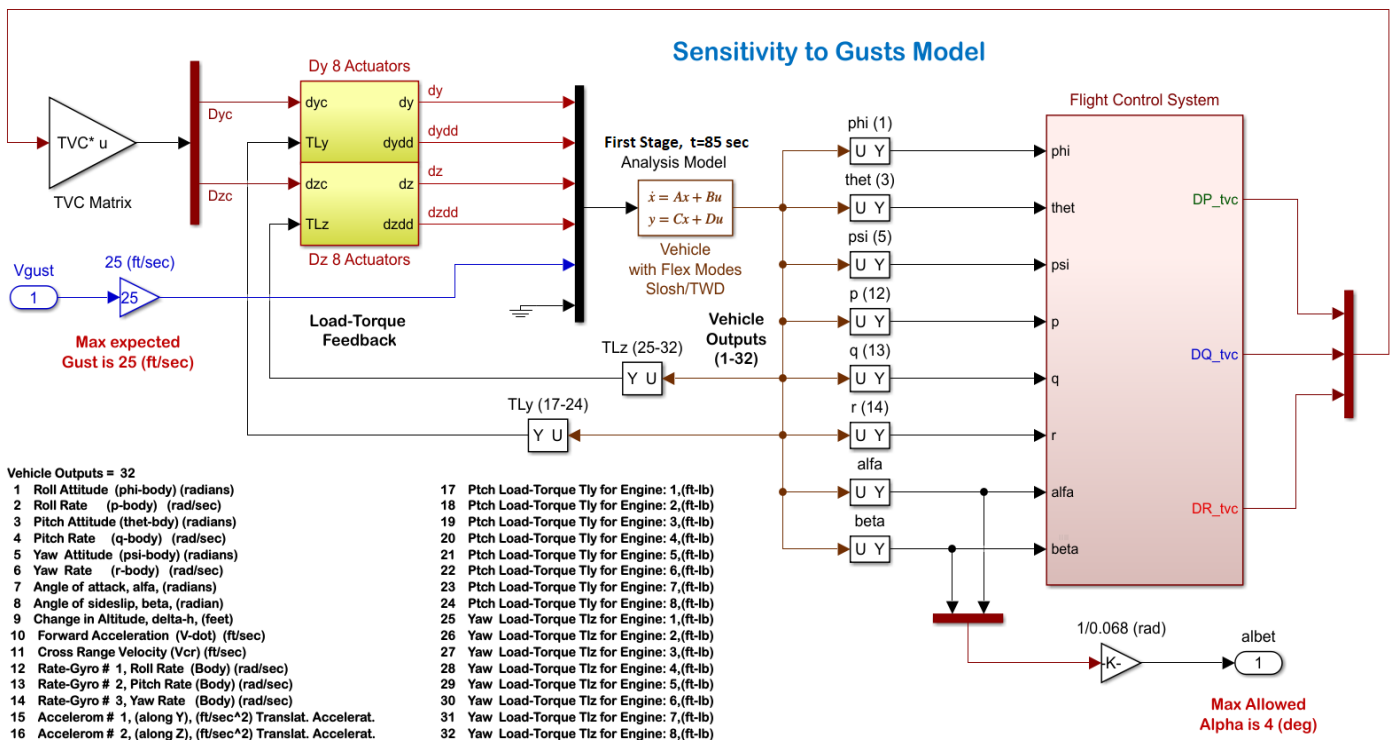 Sensitivity to Gusts Model
Dy 8 Actuators
dyc
dy
TLy
dydd
dzc
dz
TLz
dzdd
Dz 8 Actuators
Dyc
Dzc
dy
dydd
dz
dzdd
TVC* u
TVC Matrix
Vgust
1
25 (ft/sec)
25
Max expected
Gust is 25 (ft/sec)
Load-Torque
Feedback
First Stage, t=85 sec
Analysis Model
ẋ = Ax + Bu
y = Cx + Du
Vehicle
with Flex Modes
Slosh/TWD
Vehicle
Outputs
(1-32)
TLz (25-32)
Y U
TLy (17-24)
Y U
phi (1)
U Y
thet (3)
U Y
psi (5)
U Y
p (12)
U Y
q (13)
U Y
r (14)
U Y
alfa
U Y
beta
U Y
Flight Control System
phi
thet
psi
p
q
r
alfa
beta
DP_tvc
DQ_tvc
DR_tvc
1/0.068 (rad)
-K-
albet
1
Max Allowed
Alpha is 4 (deg)
Vehicle Outputs = 32
1 Roll Attitude (phi-body) (radians)
2 Roll Rate (p-body) (rad/sec)
3 Pitch Attitude (thet-bdy) (radians)
4 Pitch Rate (q-body) (rad/sec)
5 Yaw Attitude (psi-body) (radians)
6 Yaw Rate (r-body) (rad/sec)
7 Angle of attack, alfa, (radians)
8 Angle of sideslip, beta, (radian)
9 Change in Altitude, delta-h, (feet)
10 Forward Acceleration (V-dot) (ft/sec)
11 Cross Range Velocity (Vcr) (ft/sec)
12 Rate-Gyro # 1, Roll Rate (Body) (rad/sec)
13 Rate-Gyro # 2, Pitch Rate (Body) (rad/sec)
14 Rate-Gyro # 3, Yaw Rate (Body) (rad/sec)
15 Accelerom # 1, (along Y), (ft/sec^2) Translat. Accelerat.
16 Accelerom # 2, (along Z), (ft/sec^2) Translat. Accelerat.
17 Ptch Load-Torque Tly for Engine: 1,(ft-lb)
18 Ptch Load-Torque Tly for Engine: 2,(ft-lb)
19 Ptch Load-Torque Tly for Engine: 3,(ft-lb)
20 Ptch Load-Torque Tly for Engine: 4,(ft-lb)
21 Ptch Load-Torque Tly for Engine: 5,(ft-lb)
22 Ptch Load-Torque Tly for Engine: 6,(ft-lb)
23 Ptch Load-Torque Tly for Engine: 7,(ft-lb)
24 Ptch Load-Torque Tly for Engine: 8,(ft-lb)
25 Yaw Load-Torque Tlz for Engine: 1,(ft-lb)
26 Yaw Load-Torque Tlz for Engine: 2,(ft-lb)
27 Yaw Load-Torque Tlz for Engine: 3,(ft-lb)
28 Yaw Load-Torque Tlz for Engine: 4,(ft-lb)
29 Yaw Load-Torque Tlz for Engine: 5,(ft-lb)
30 Yaw Load-Torque Tlz for Engine: 6,(ft-lb)
31 Yaw Load-Torque Tlz for Engine: 7,(ft-lb)
32 Yaw Load-Torque Tlz for Engine: 8,(ft-lb)